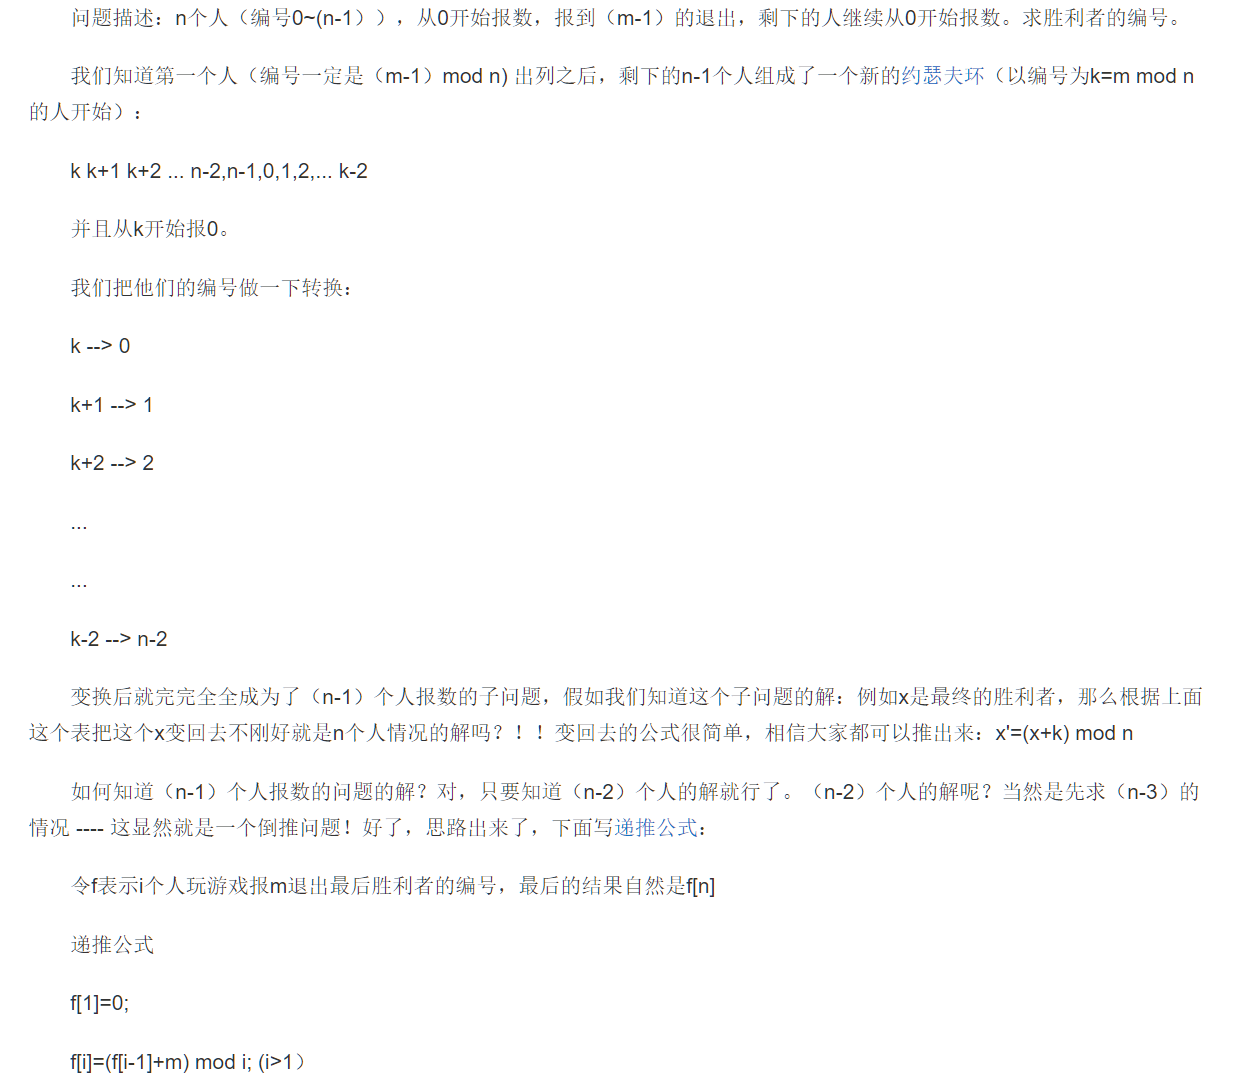 问题描述：n个人（编号0~(n-1)），从0开始报数，报到（m-1）的退出，剩下的人继续从0开始报数。求胜利者的编号。
我们知道第一个人（编号一定是（m-1）mod n) 出列之后，剩下的n-1个人组成了一个新的约瑟夫环（以编号为k=m mod n
的人开始）：
k k+1 k+2 ... n-2,n-1,0,1,2,... k-2
并且从k开始报0。
我们把他们的编号做一下转换：
k --> 0
k+1 --> 1
k+2 --> 2
...
...
k-2 --> n-2
变换后就完完全全成为了（n-1）个人报数的子问题，假如我们知道这个子问题的解：例如x是最终的胜利者，那么根据上面
这个表把这个x变回去不刚好就是n个人情况的解吗？！！变回去的公式很简单，相信大家都可以推出来：x'=(x+k) mod n
如何知道（n-1）个人报数的问题的解？对，只要知道（n-2）个人的解就行了。（n-2）个人的解呢？当然是先求（n-3）的
情况 ---- 这显然就是一个倒推问题！好了，思路出来了，下面写递推公式：
令f表示i个人玩游戏报m退出最后胜利者的编号，最后的结果自然是f[n]
递推公式
f[1]=0;
f[i]=(f[i-1]+m) mod i; (i>1）